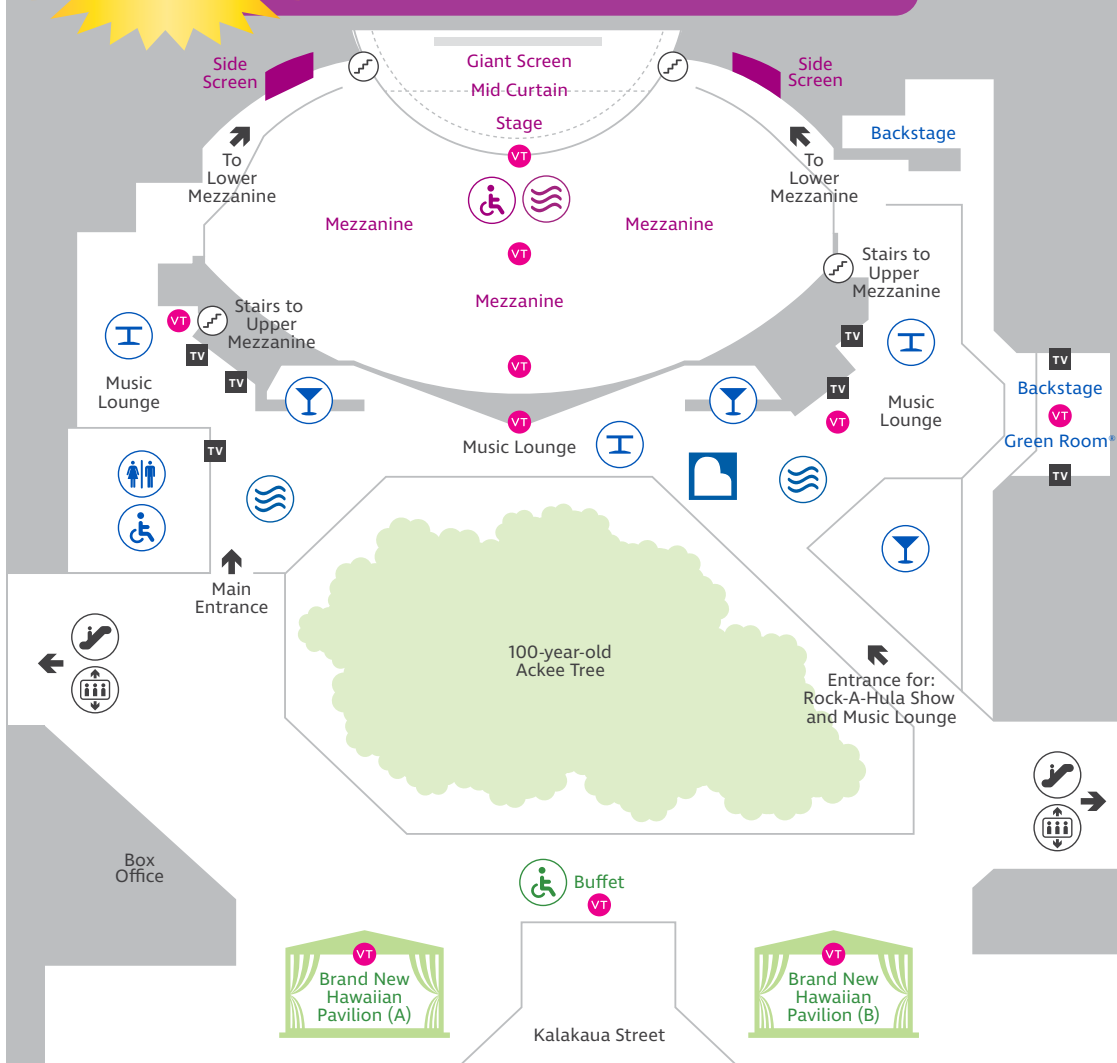 Side
Screen
Giant Screen
Mid Curtain
Stage
Side
Screen
Backstage
To
Lower
Mezzanine
VT
To
Lower
Mezzanine
Mezzanine
Mezzanine
VT
Mezzanine
Stairs to
Upper
Mezzanine
VT
Stairs to
Upper
Mezzanine
TV
TV
TV
TV
VT
Music
Lounge
Music
Lounge
VT
VT
Music Lounge
TV
Backstage
VT
Green Room®
TV
TV
Main
Entrance
100-year-old
Ackee Tree
Entrance for:
Rock-A-Hula Show
and Music Lounge
Box
Office
Buffet
VT
VT
Brand New
Hawaiian
Pavilion (A)
VT
Brand New
Hawaiian
Pavilion (B)
Kalakaua Street